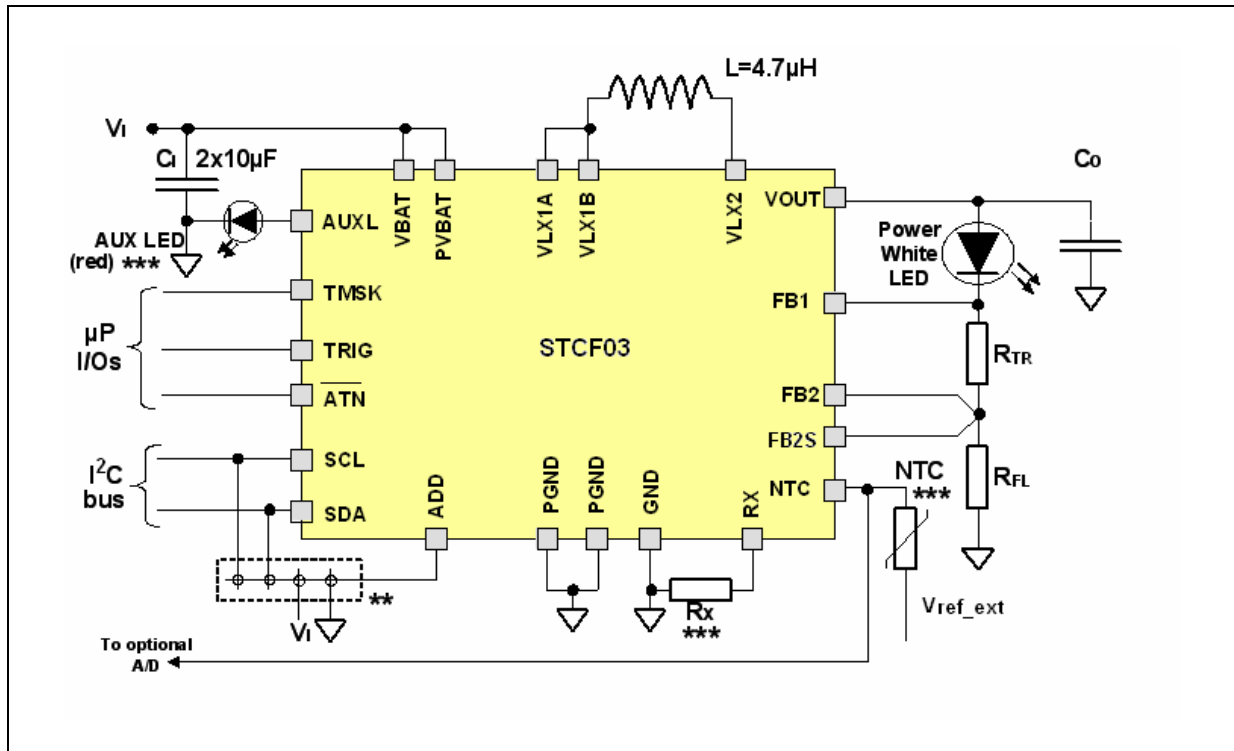 L=4.7µH
VI
CI 2x10µF
CO
VBAT
PVBAT
VLX1A
VLX1B
VLX2
VOUT
AUXL
AUX LED
(red) ***
Power
White
LED
TMSK
FB1
µP
I/Os
TRIG
STCF03
RTR
ATN
FB2
FB2S
SCL
I2C
bus
SDA
ADD
PGND
PGND
GND
RX
NTC
NTC
***
RFL
**
VI
Rx
***
Vref_ext
To optional
A/D